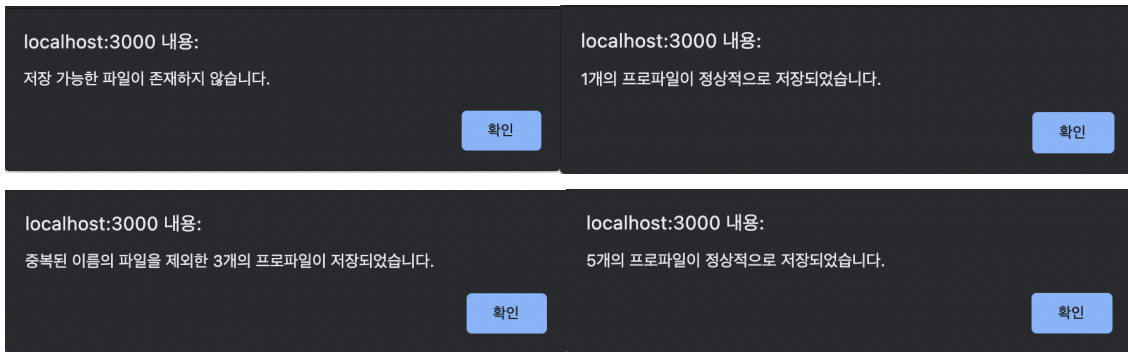 localhost:3000 내용:
저장 가능한 파일이 존재하지 않습니다.
확인
localhost:3000 내용:
1개의 프로파일이 정상적으로 저장되었습니다.
확인
localhost:3000 내용:
중복된 이름의 파일을 제외한 3개의 프로파일이 저장되었습니다.
확인
localhost:3000 내용:
5개의 프로파일이 정상적으로 저장되었습니다.
확인